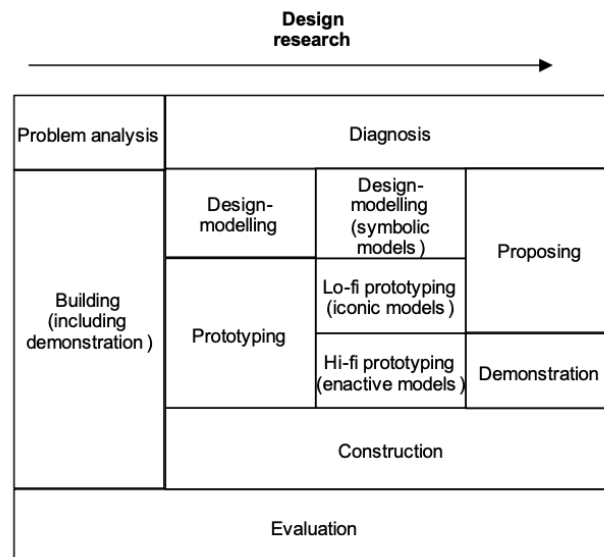 Design
research
Problem analysis
Diagnosis
Design-
modelling
Design-
modelling
(symbolic
models )
Proposing
Building
(including
demonstration )
Prototyping
Lo-fi prototyping
(iconic models )
Hi-fi prototyping
(enactive models )
Demonstration
Construction
Evaluation